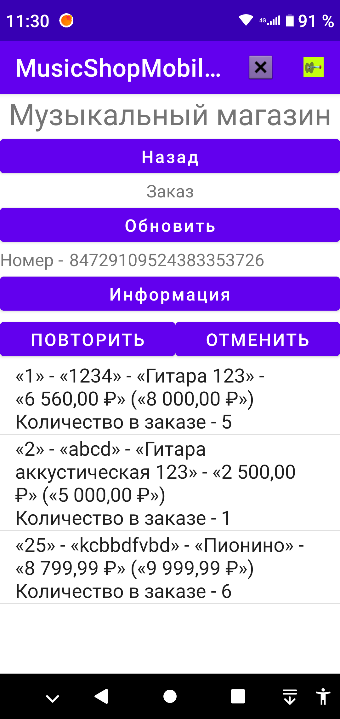 11:30
4G
91 %
MusicShopMobil...
Музыкальный магазин
Назад
Заказ
Обновить
Номер - 84729109524383353726
Информация
ПОВТОРИТЬ
ОТМЕНИТЬ
«1» - «1234» - «Гитара 123» -
«6 560,00 ₽» («8 000,00 ₽»)
Количество в заказе - 5
«2» - «abcd» - «Гитара
аккустическая 123» - «2 500,00
₽» («5 000,00 ₽»)
Количество в заказе - 1
«25» - «kcbbdfvbd» - «Пионино» -
«8 799,99 ₽» («9 999,99 ₽»)
Количество в заказе - 6